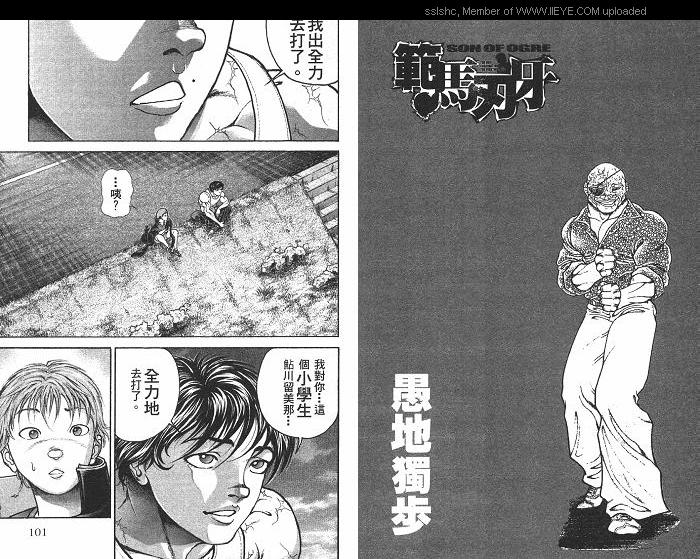 sslshc, Member of WWW.IIEYE.COM uploaded
SON OF OGRE
範馬刃牙
愚地獨步
我出全力
去打了。
…咦?
我對你…這
個小學生
鮎川留美那…
全力地
去打了。
101